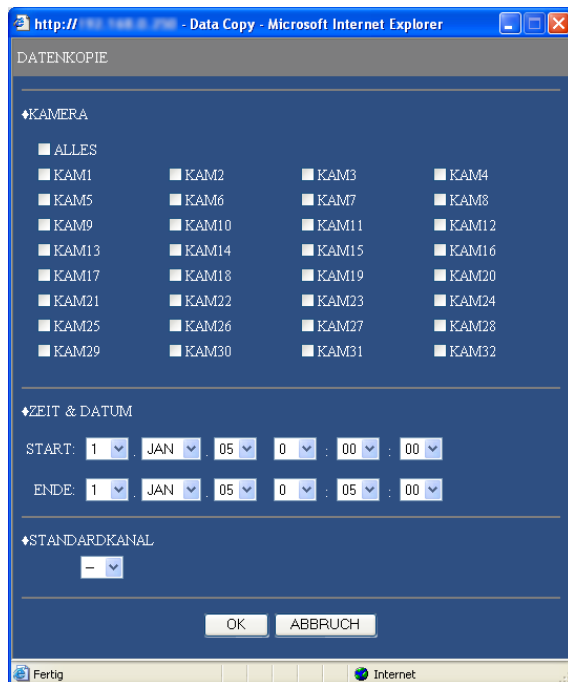 http:// - Data Copy - Microsoft Internet Explorer
DATENKOPIE
♦KAMERA
ALLES
KAM1 KAM2 KAM3 KAM4
KAM5 KAM6 KAM7 KAM8
KAM9 KAM10 KAM11 KAM12
KAM13 KAM14 KAM15 KAM16
KAM17 KAM18 KAM19 KAM20
KAM21 KAM22 KAM23 KAM24
KAM25 KAM26 KAM27 KAM28
KAM29 KAM30 KAM31 KAM32
♦ZEIT & DATUM
START: 1 . JAN . 05 0 : 00 : 00
ENDE: 1 . JAN . 05 0 : 05 : 00
♦STANDARDKANAL
--
OK ABBRUCH
Fertig Internet